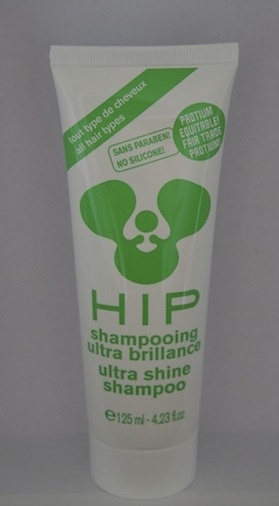 tout type de cheveux
all hair types
SANS PARABEN!
NO SILICONE!
PROTIUM
EQUITABLE!
FAIR TRADE
PROTIUM!
HIP
shampooing
ultra brillance
ultra shine
shampoo
℮125 ml - 4.23 fl.oz